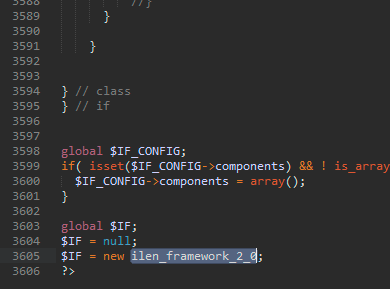 3588 //}
3589 }
3590
3591 }
3592
3593
3594 } // class
3595 } // if
3596
3597
3598 global $IF_CONFIG;
3599 if( isset($IF_CONFIG->components) && ! is_array
3600 $IF_CONFIG->components = array();
3601 }
3602
3603 global $IF;
3604 $IF = null;
3605 $IF = new ilen_framework_2_0;
3606 ?>